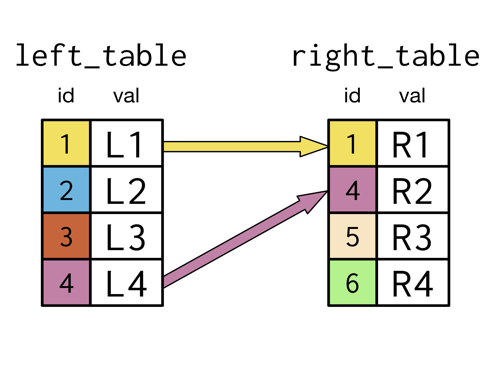 left_table right_table
id val id val
1 L1 1 R1
2 L2 4 R2
3 L3 5 R3
4 L4 6 R4